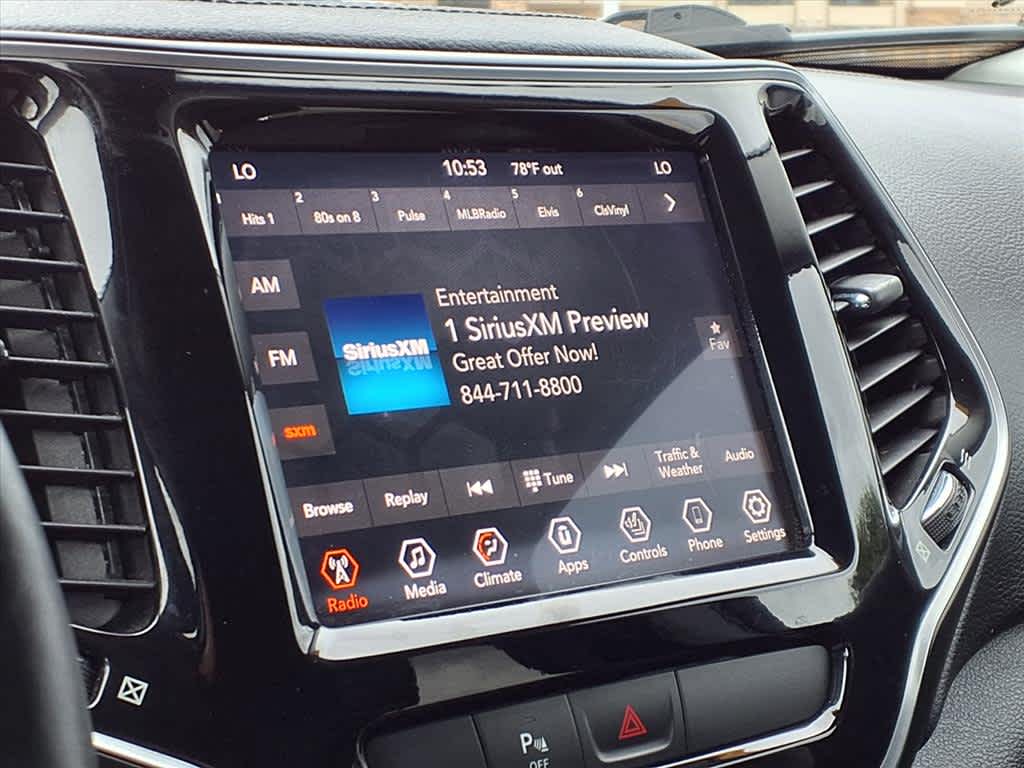 LO 10:53 78°F out LO
1 2 3 4 5 6
Hits 1 80s on 8 Pulse MLBRadio Elvis ClsVinyl
AM
FM
sxm
SiriusXM
Entertainment
1 SiriusXM Preview
Great Offer Now!
844-711-8800
Fav
Browse Replay Tune Traffic & Weather Audio
Radio Media Climate Apps Controls Phone Settings
P
OFF